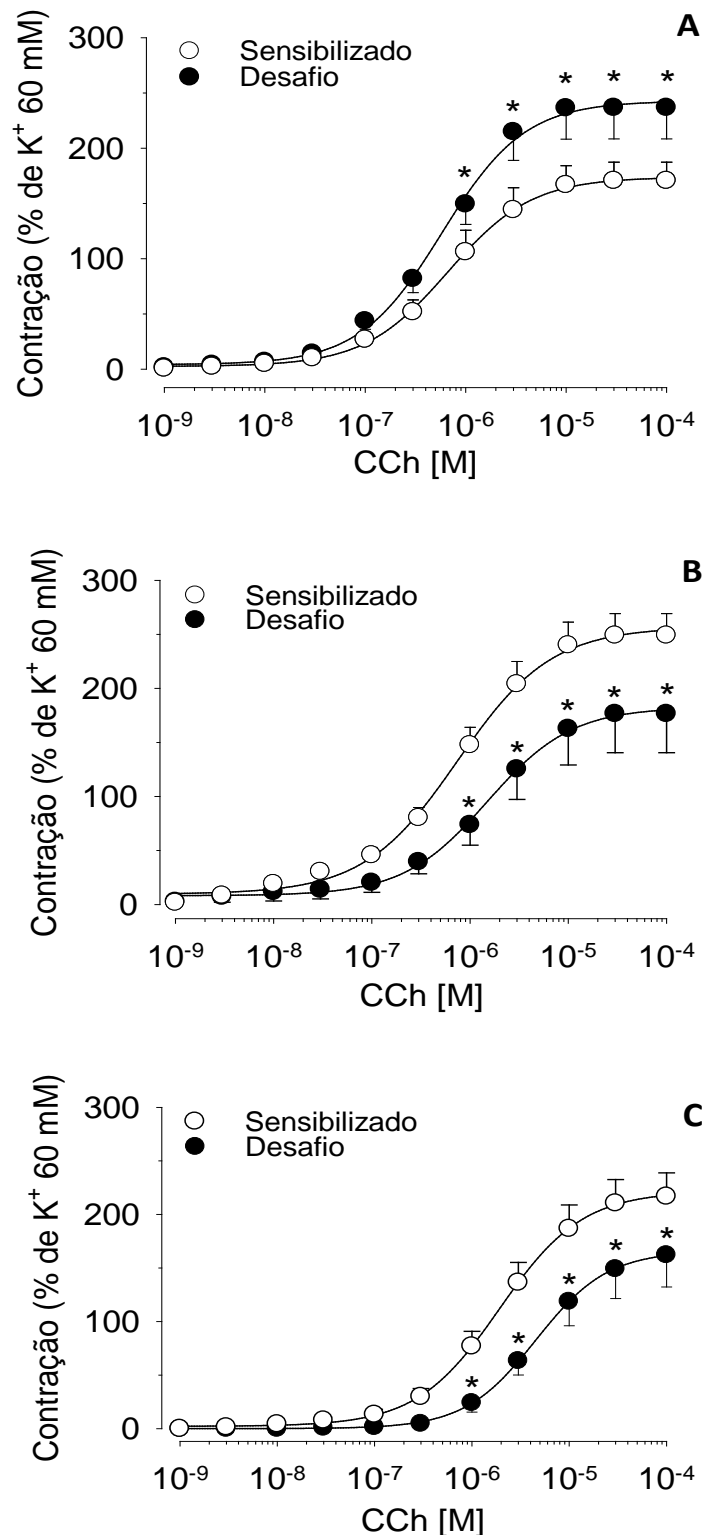 A
300
Sensibilizado
Desafio
* * * * *
200
100
0
Contração (% de K⁺ 60 mM)
10⁻⁹ 10⁻⁸ 10⁻⁷ 10⁻⁶ 10⁻⁵ 10⁻⁴
CCh [M]
B
300
Sensibilizado
Desafio
200
* * * * *
100
0
Contração (% de K⁺ 60 mM)
10⁻⁹ 10⁻⁸ 10⁻⁷ 10⁻⁶ 10⁻⁵ 10⁻⁴
CCh [M]
C
300
Sensibilizado
Desafio
200
* * * * *
100
0
Contração (% de K⁺ 60 mM)
10⁻⁹ 10⁻⁸ 10⁻⁷ 10⁻⁶ 10⁻⁵ 10⁻⁴
CCh [M]